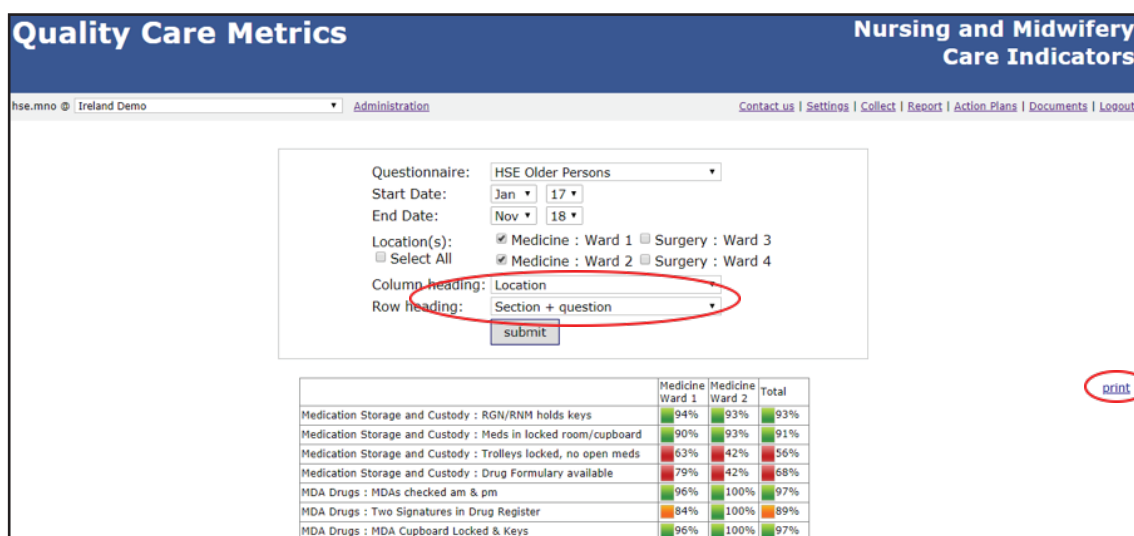 Quality Care Metrics
Nursing and Midwifery
Care Indicators
hse.mno @ Ireland Demo Administration Contact us | Settings | Collect | Report | Action Plans | Documents | Logout
Questionnaire: HSE Older Persons
Start Date: Jan 17
End Date: Nov 18
Location(s): Medicine : Ward 1 Surgery : Ward 3
Select All Medicine : Ward 2 Surgery : Ward 4
Column heading: Location
Row heading: Section + question
submit
print
Medicine Ward 1 Medicine Ward 2 Total
Medication Storage and Custody : RGN/RNM holds keys 94% 93% 93%
Medication Storage and Custody : Meds in locked room/cupboard 90% 93% 91%
Medication Storage and Custody : Trolleys locked, no open meds 63% 42% 56%
Medication Storage and Custody : Drug Formulary available 79% 42% 68%
MDA Drugs : MDAs checked am & pm 96% 100% 97%
MDA Drugs : Two Signatures in Drug Register 84% 100% 89%
MDA Drugs : MDA Cupboard Locked & Keys 96% 100% 97%